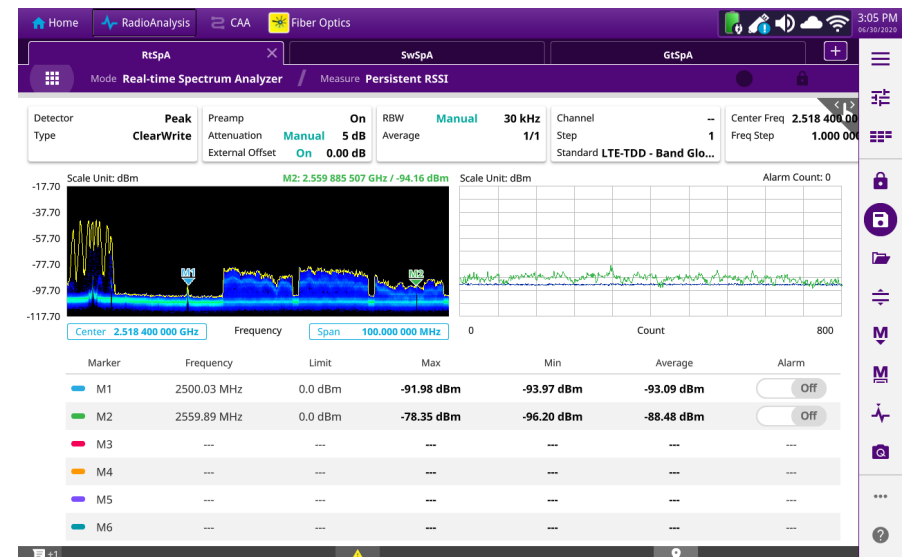 Home RadioAnalysis CAA Fiber Optics 3:05 PM
06/30/2020
RtSpA SwSpA GtSpA
Mode Real-time Spectrum Analyzer / Measure Persistent RSSI
Detector Peak Preamp On RBW Manual 30 kHz Channel -- Center Freq 2.518 400 00
Type ClearWrite Attenuation Manual 5 dB Average 1/1 Step 1 Freq Step 1.000 000
External Offset On 0.00 dB Standard LTE-TDD - Band Glo...
Scale Unit: dBm M2: 2.559 885 507 GHz / -94.16 dBm Scale Unit: dBm Alarm Count: 0
-17.70
-37.70
-57.70
-77.70
M1 M2
-97.70
-117.70
Center 2.518 400 000 GHz Frequency Span 100.000 000 MHz 0 Count 800
Marker Frequency Limit Max Min Average Alarm
M1 2500.03 MHz 0.0 dBm -91.98 dBm -93.97 dBm -93.09 dBm Off
M2 2559.89 MHz 0.0 dBm -78.35 dBm -96.20 dBm -88.48 dBm Off
M3 --- --- --- --- --- ---
M4 --- --- --- --- --- ---
M5 --- --- --- --- --- ---
M6 --- --- --- --- --- ---
+1